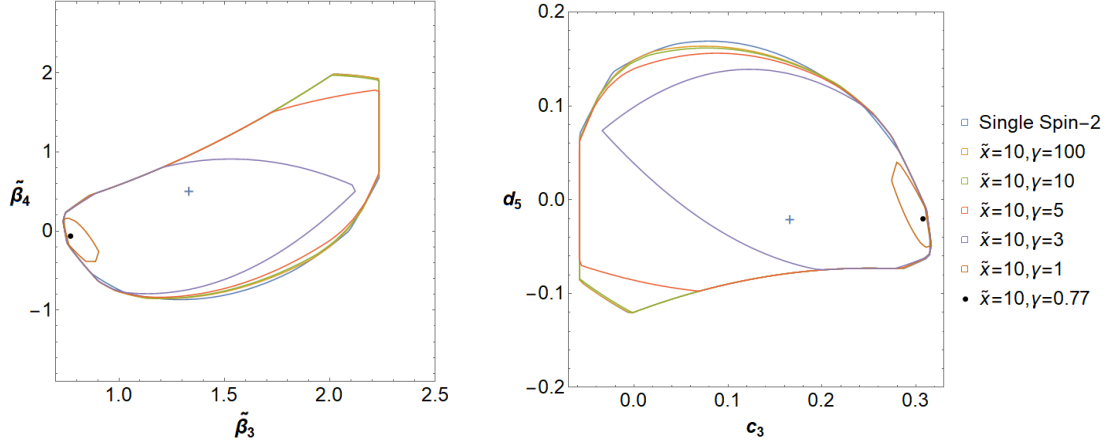 2
1
0
−1
β̃₄
1.0 1.5 2.0 2.5
β̃₃
0.2
0.1
0.0
−0.1
−0.2
d₅
0.0 0.1 0.2 0.3
c₃
Single Spin−2
x̃=10,γ=100
x̃=10,γ=10
x̃=10,γ=5
x̃=10,γ=3
x̃=10,γ=1
x̃=10,γ=0.77